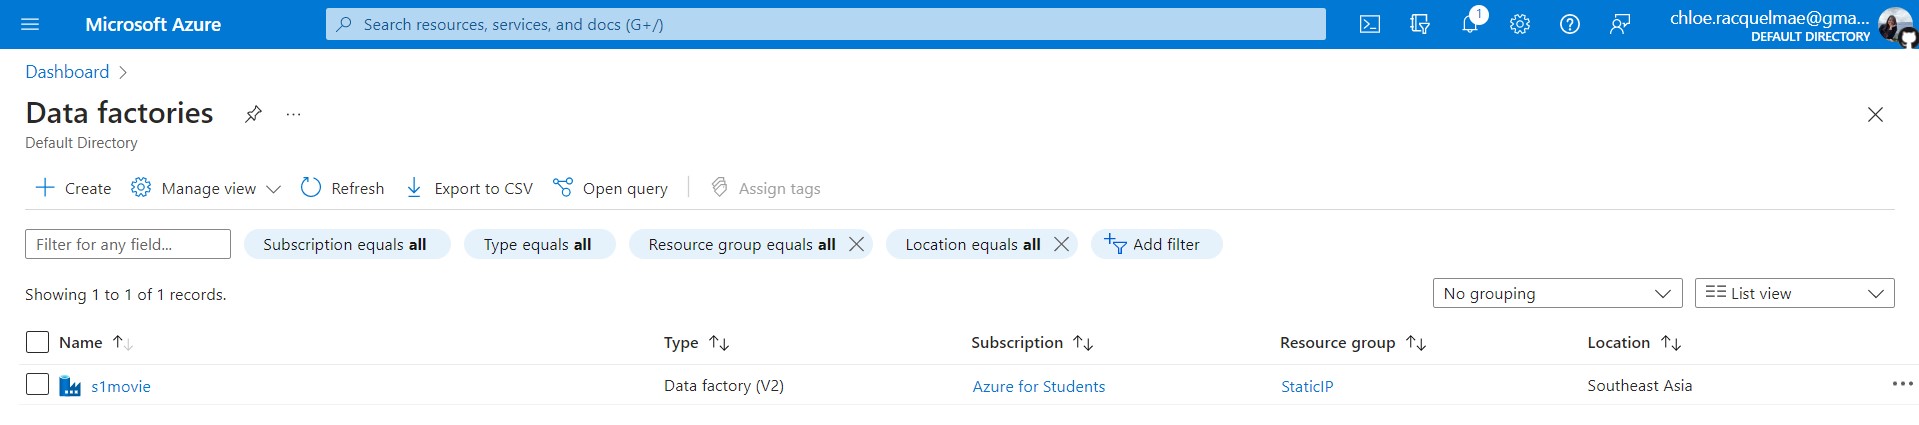 Microsoft Azure
Search resources, services, and docs (G+/)
1
chloe.racquelmae@gma...
DEFAULT DIRECTORY
Dashboard
Data factories
...
Default Directory
Create Manage view Refresh Export to CSV Open query Assign tags
Filter for any field... Subscription equals all Type equals all Resource group equals all Location equals all Add filter
Showing 1 to 1 of 1 records. No grouping List view
Name Type Subscription Resource group Location
s1movie Data factory (V2) Azure for Students StaticIP Southeast Asia ...